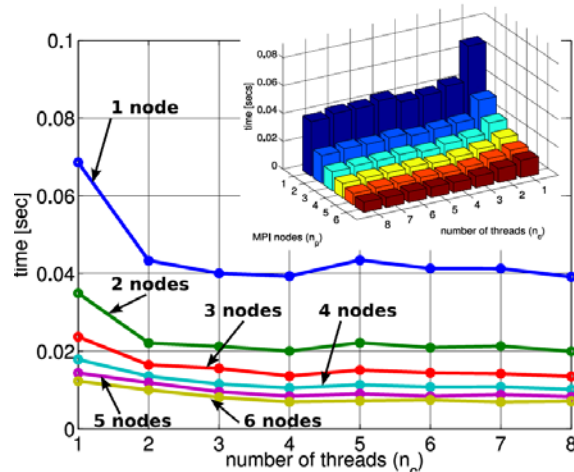 0.1
0.08
0.06
0.04
0.02
0
time [sec]
1 node
2 nodes
3 nodes
4 nodes
5 nodes
6 nodes
1 2 3 4 5 6 7 8
number of threads (n_c)
0.08
0.06
0.04
0.02
0
time [secs]
1 2 3 4 5 6
MPI nodes (n_p)
8 7 6 5 4 3 2 1
number of threads (n_c)